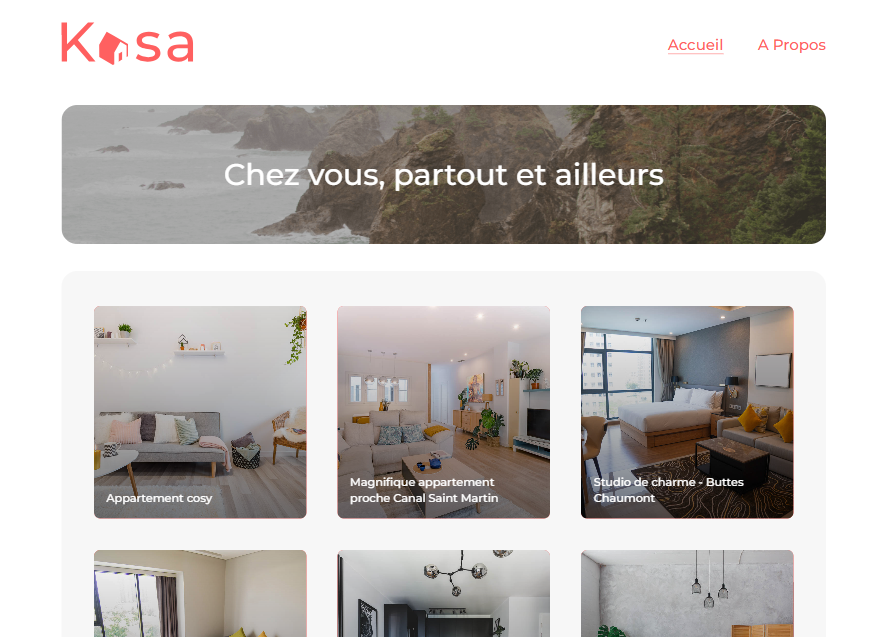 Kasa
Accueil
A Propos
Chez vous, partout et ailleurs
Appartement cosy
Magnifique appartement
proche Canal Saint Martin
Studio de charme - Buttes
Chaumont